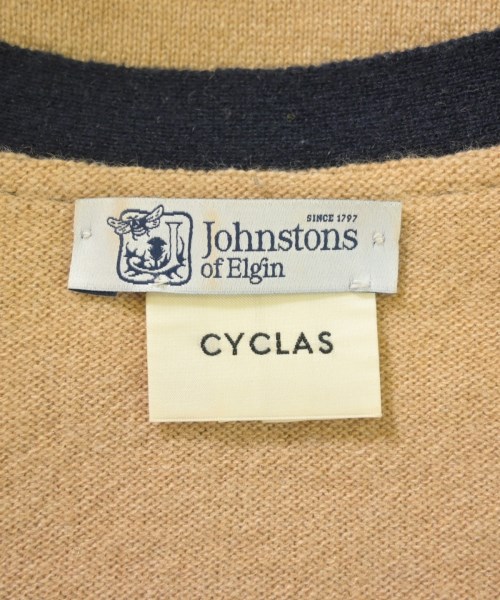 SINCE 1797
J Johnstons
of Elgin
CYCLAS